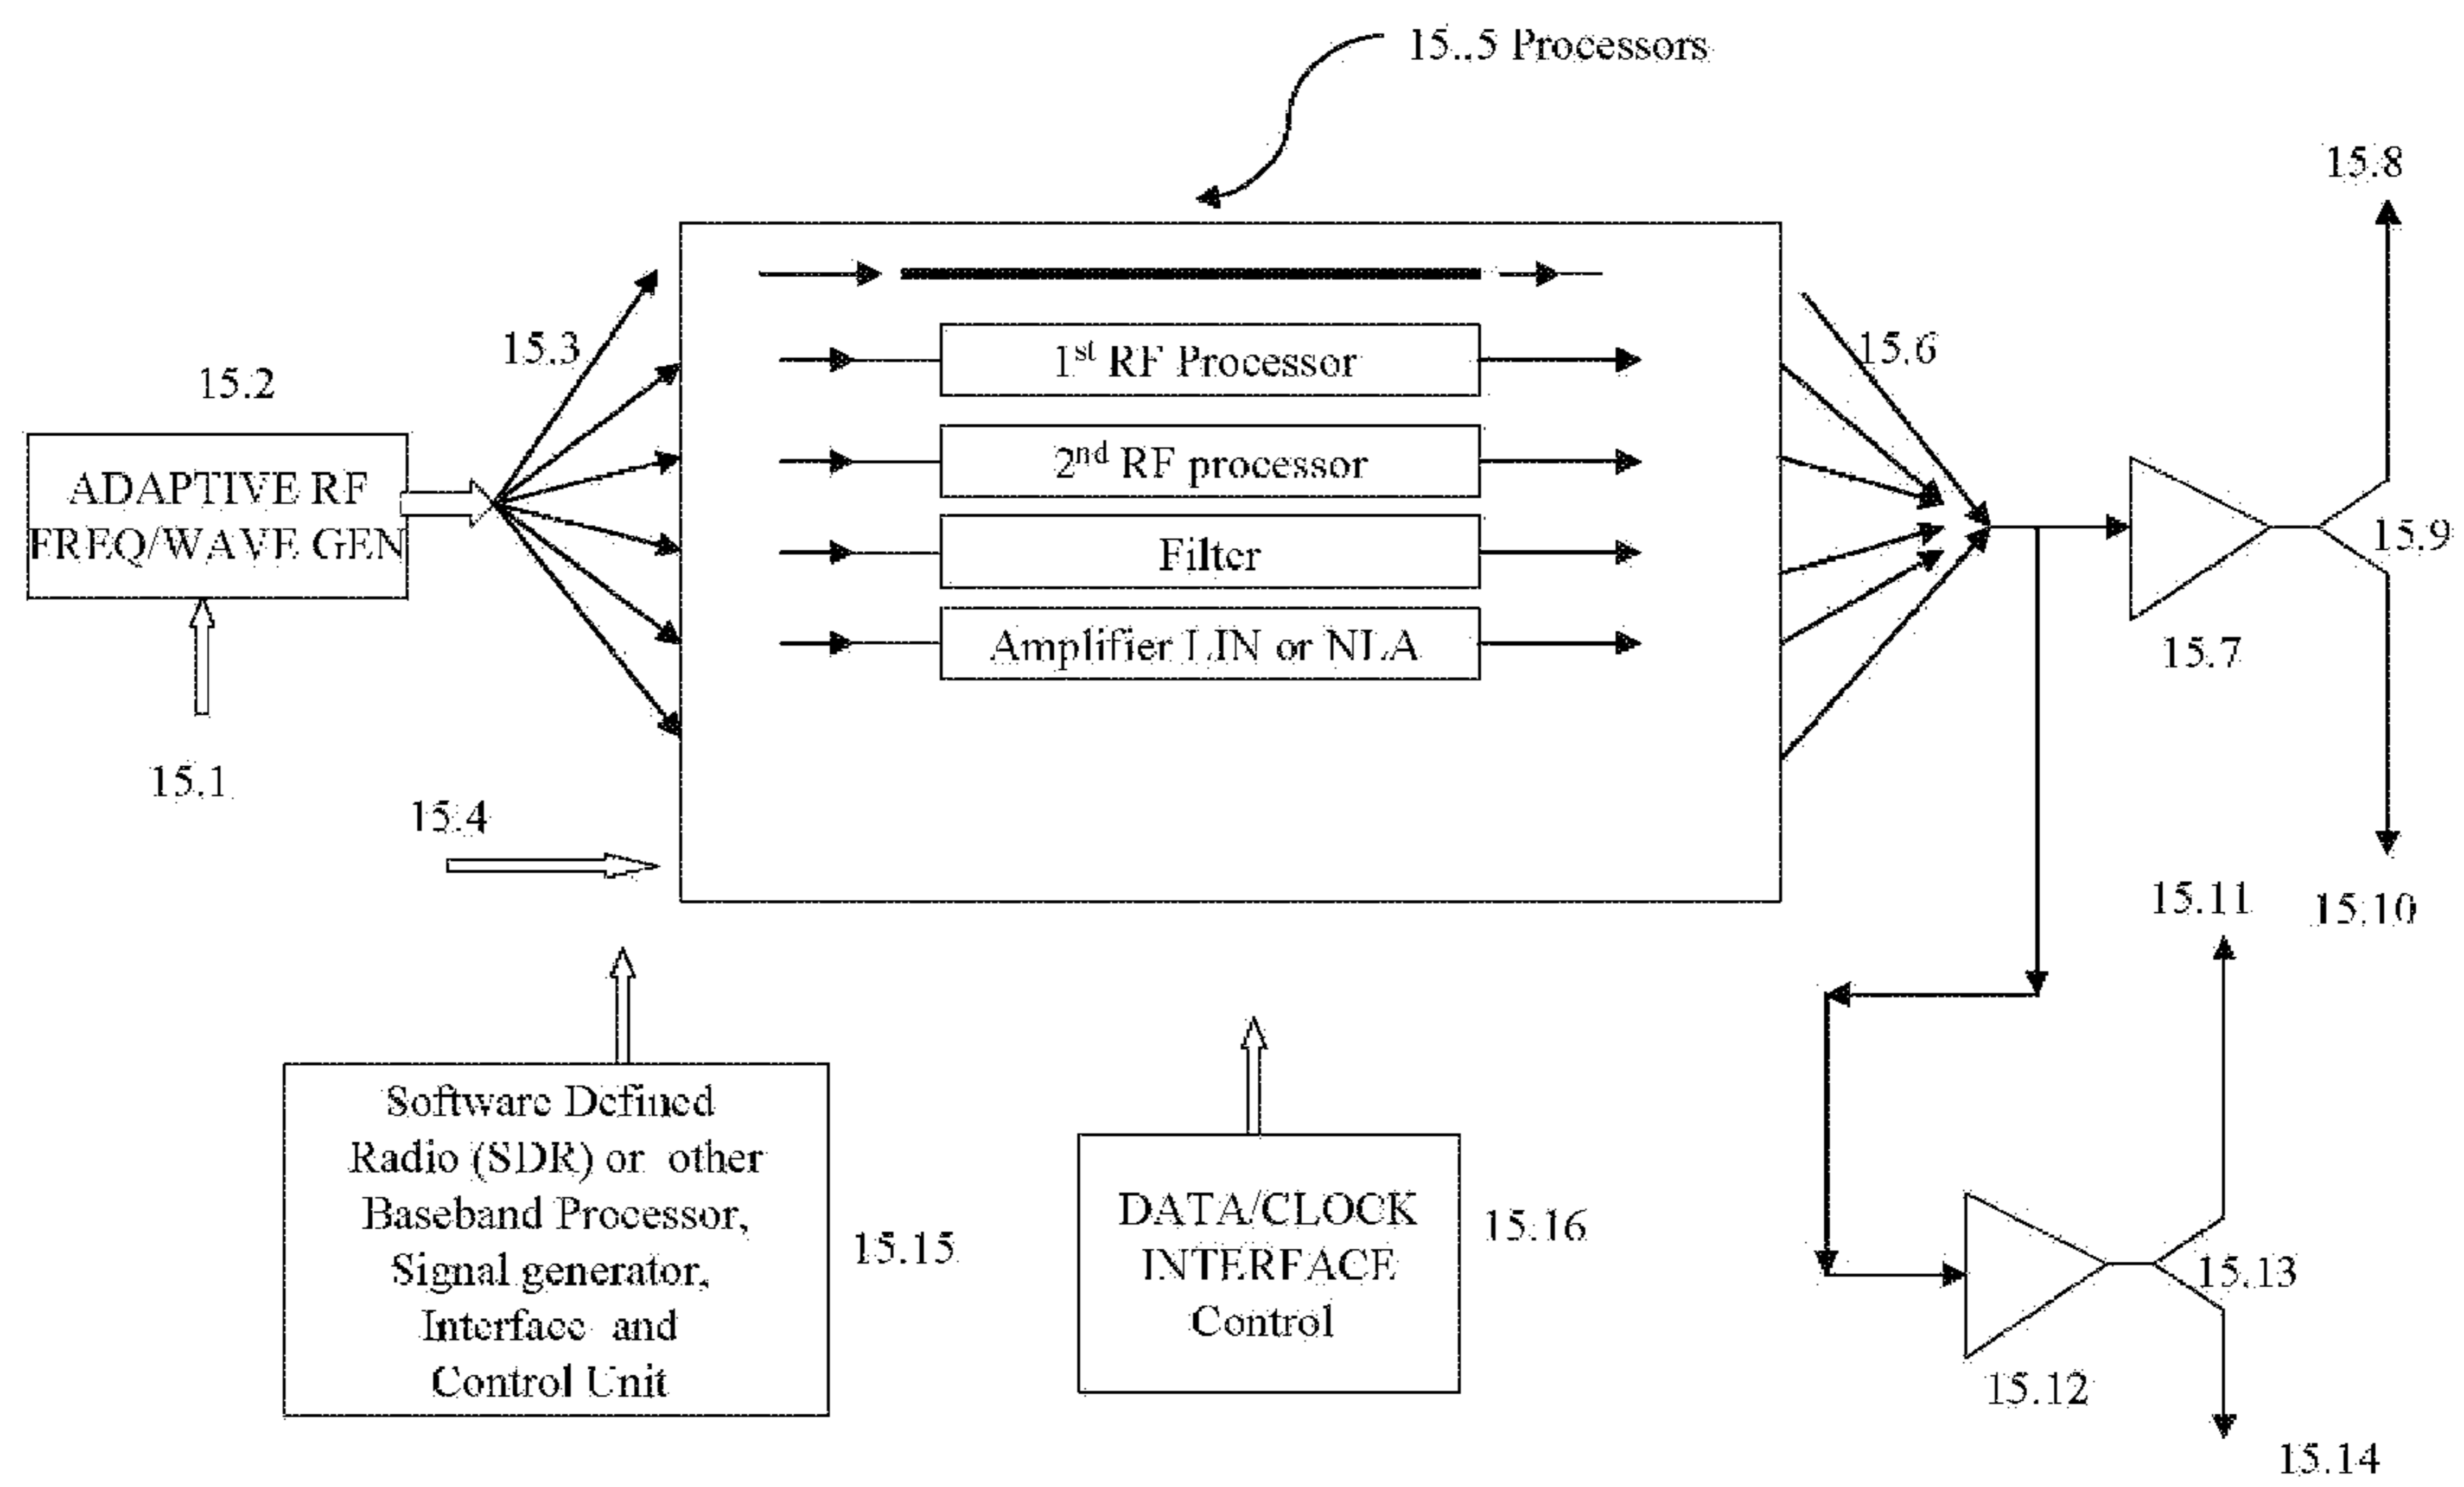 15..5 Processors
15.8
15.3
15.6
15.2
1st RF Processor
ADAPTIVE RF
FREQ/WAVE GEN
2nd RF processor
15.9
Filter
Amplifier LIN or NLA
15.7
15.1
15.4
15.11
15.10
Software Defined
Radio (SDR) or other
Baseband Processor,
Signal generator,
Interface and
Control Unit
15.15
DATA/CLOCK
INTERFACE
Control
15.16
15.13
15.12
15.14